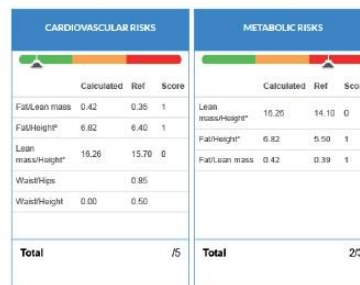 CARDIOVASCULAR RISKS
Calculated Ref Score
Fat/Lean mass 0.42 0.35 1
Fat/Height² 6.82 6.40 1
Lean
mass/Height² 16.26 15.70 0
Waist/Hips 0.85
Waist/Height 0.00 0.50
Total /5
METABOLIC RISKS
Calculated Ref Sco
Lean
mass/Height² 16.26 14.10 0
Fat/Height² 6.82 5.50 1
Fat/Lean mass 0.42 0.39 1
Total 2/3